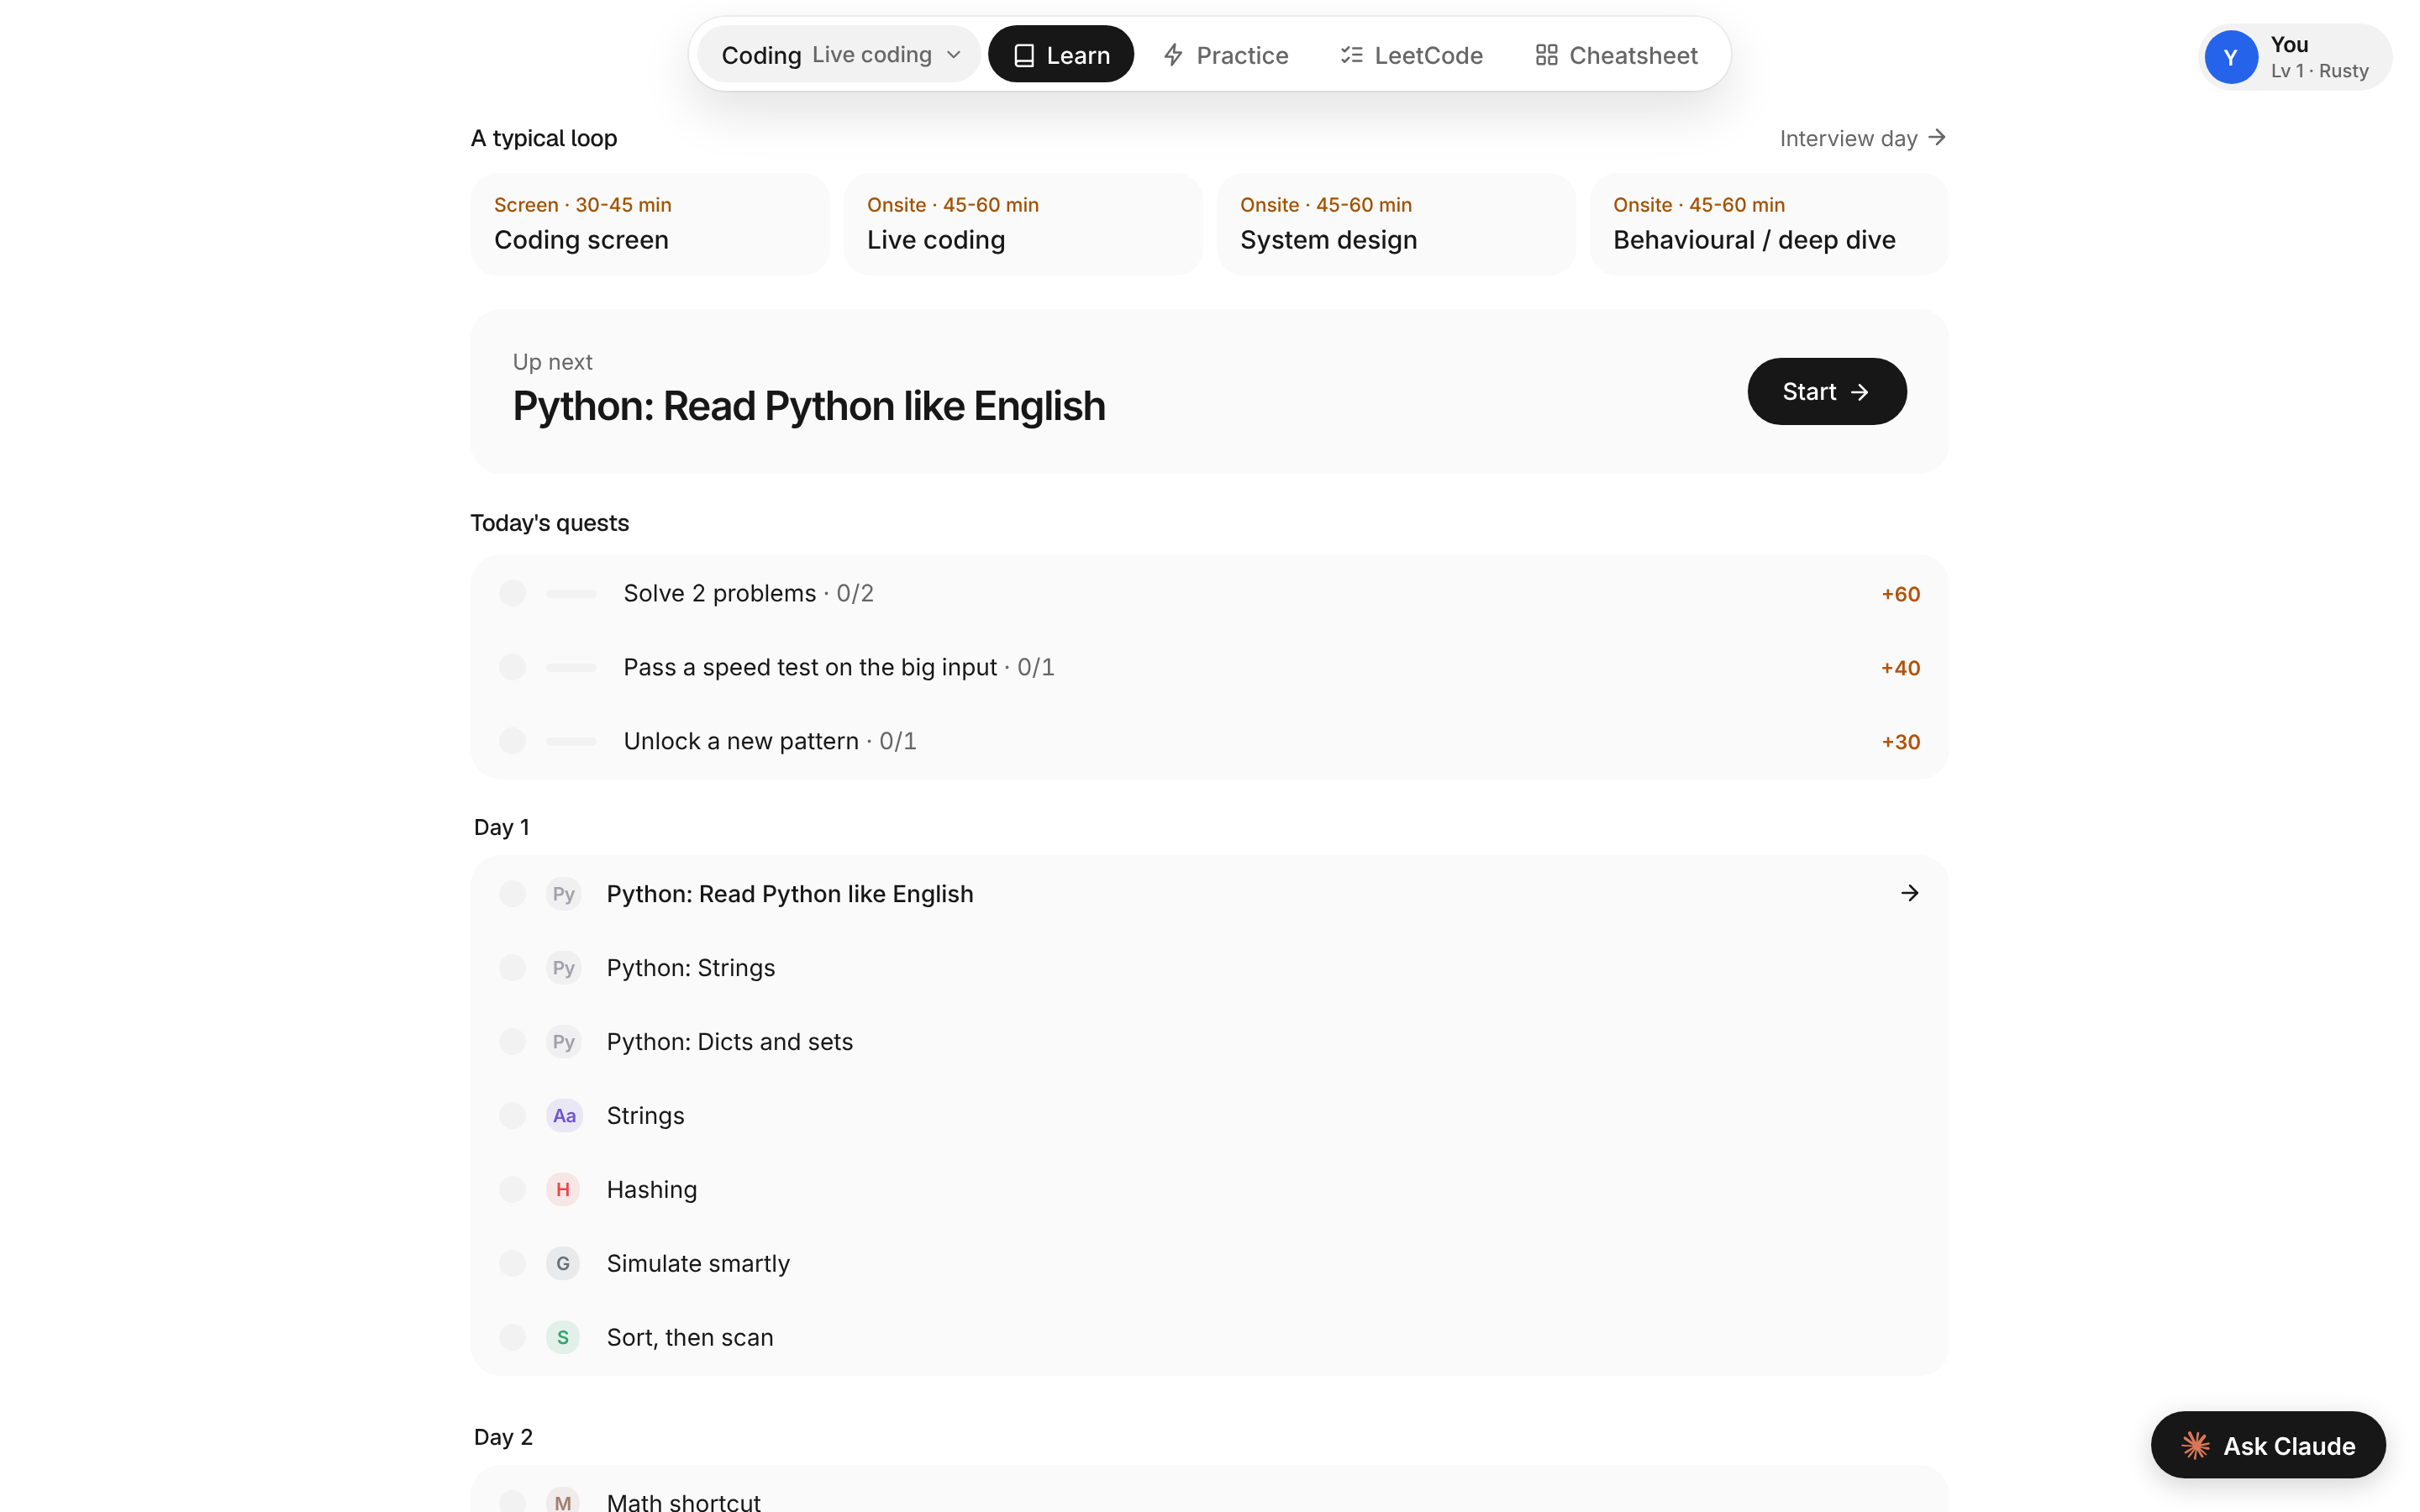 Coding Live coding
Learn
Practice
LeetCode
Cheatsheet
Y
You
Lv 1 · Rusty
A typical loop
Interview day →
Screen · 30-45 min
Coding screen
Onsite · 45-60 min
Live coding
Onsite · 45-60 min
System design
Onsite · 45-60 min
Behavioural / deep dive
Up next
Python: Read Python like English
Start →
Today's quests
Solve 2 problems · 0/2 +60
Pass a speed test on the big input · 0/1 +40
Unlock a new pattern · 0/1 +30
Day 1
Py Python: Read Python like English →
Py Python: Strings
Py Python: Dicts and sets
Aa Strings
H Hashing
G Simulate smartly
S Sort, then scan
Day 2
M Math shortcut
Ask Claude